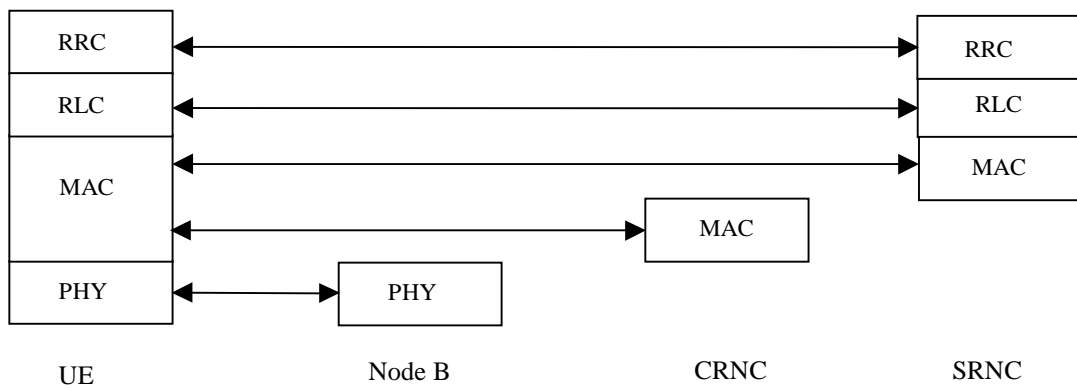 RRC
RRC
RLC
RLC
MAC
MAC
MAC
PHY
PHY
UE
Node B
CRNC
SRNC